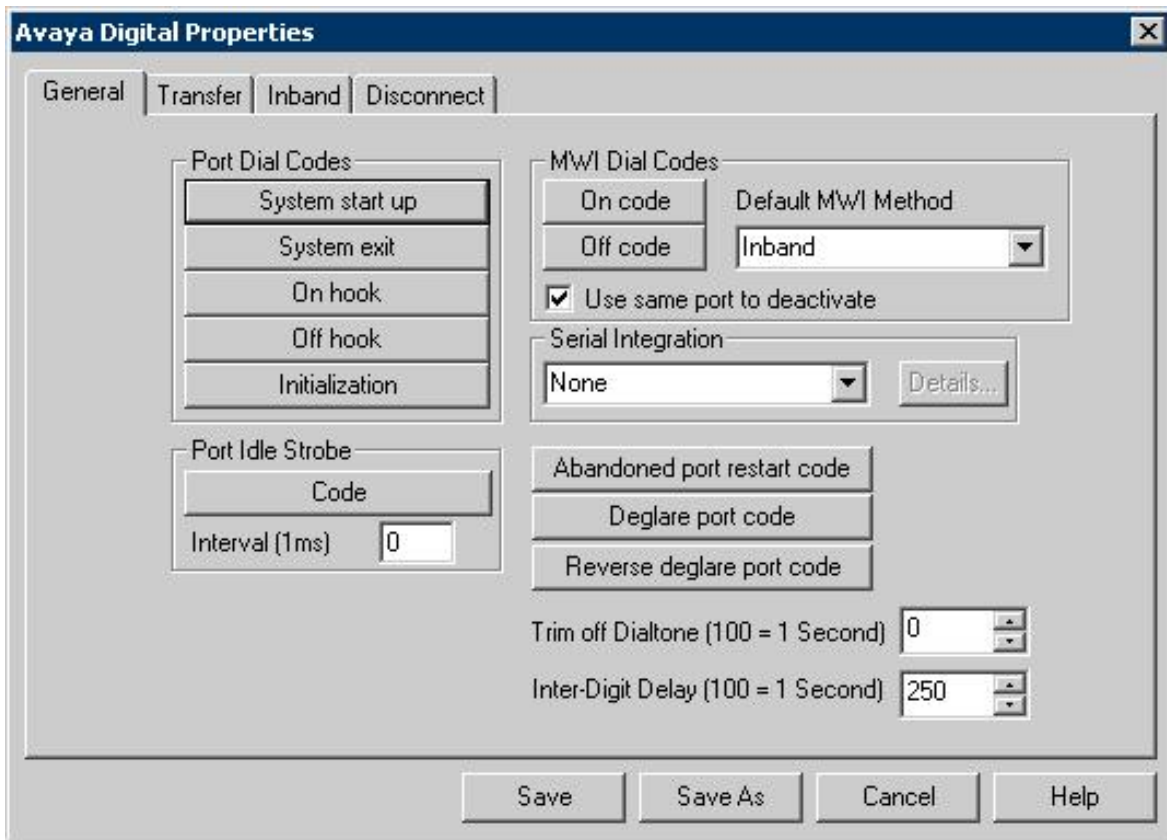 Avaya Digital Properties
General Transfer Inband Disconnect
Port Dial Codes
System start up
System exit
On hook
Off hook
Initialization
MWI Dial Codes
On code
Default MWI Method
Off code
Inband
Use same port to deactivate
Serial Integration
None
Details...
Port Idle Strobe
Code
Interval (1ms) 0
Abandoned port restart code
Deglare port code
Reverse deglare port code
Trim off Dialtone (100 = 1 Second) 0
Inter-Digit Delay (100 = 1 Second) 250
Save Save As Cancel Help